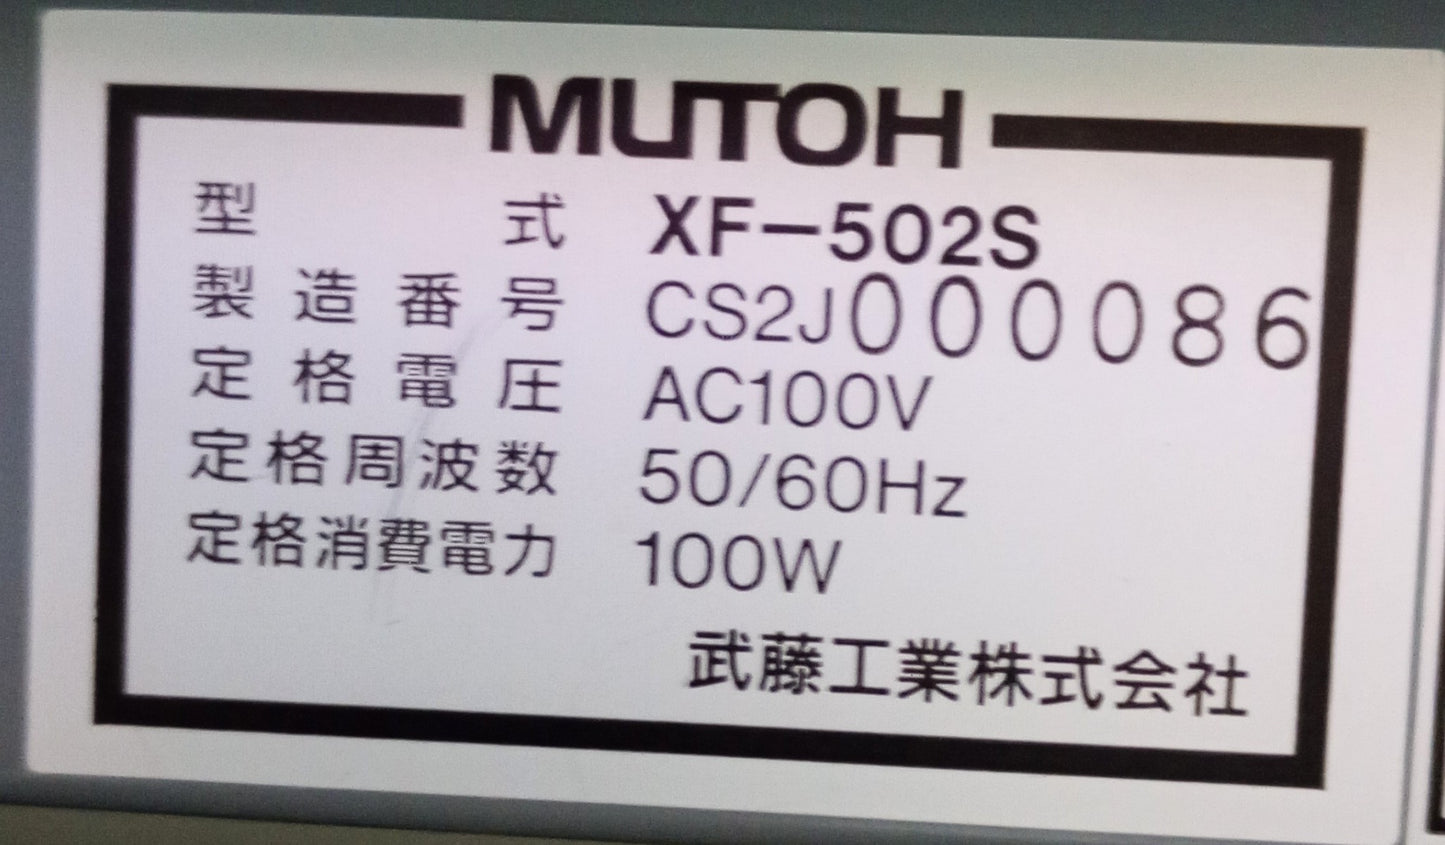 MUTOH
型式 XF-502S
製造番号 CS2J000086
定格電圧 AC100V
定格周波数 50/60Hz
定格消費電力 100W
武藤工業株式会社